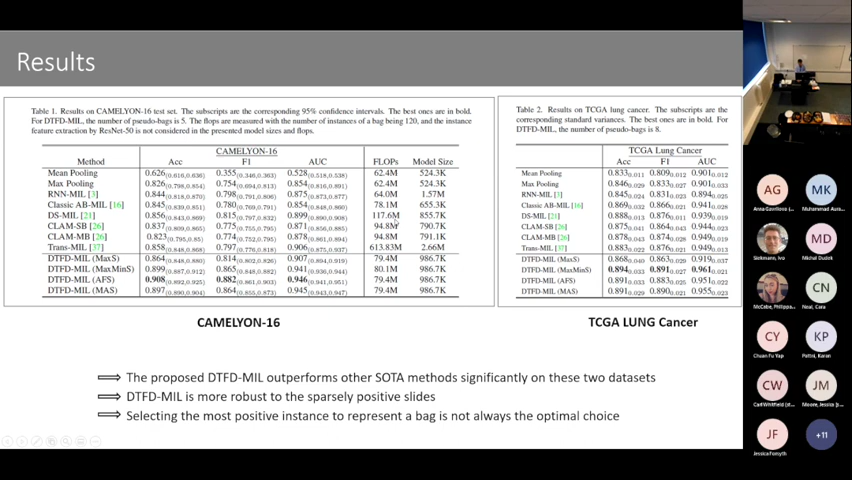 Results
Table 1. Results on CAMELYON-16 test set. The subscripts are the corresponding 95% confidence intervals. The best ones are in bold.
For DTFD-MIL, the number of pseudo-bags is 5. The flops are measured with the number of instances of a bag being 120, and the instance
feature extraction by ResNet-50 is not considered in the presented model sizes and flops.
CAMELYON-16
Method Acc F1 AUC FLOPs Model Size
Mean Pooling 0.626(0.616,0.636) 0.355(0.346,0.363) 0.528(0.518,0.538) 62.4M 524.3K
Max Pooling 0.826(0.798,0.854) 0.754(0.694,0.813) 0.854(0.816,0.891) 62.4M 524.3K
RNN-MIL [3] 0.844(0.818,0.870) 0.798(0.791,0.806) 0.875(0.873,0.877) 64.0M 1.57M
Classic AB-MIL [16] 0.845(0.839,0.851) 0.780(0.769,0.791) 0.854(0.848,0.860) 78.1M 655.3K
DS-MIL [21] 0.856(0.843,0.869) 0.815(0.797,0.832) 0.899(0.890,0.908) 117.6M 855.7K
CLAM-SB [26] 0.837(0.809,0.865) 0.775(0.755,0.795) 0.871(0.856,0.885) 94.8M 790.7K
CLAM-MB [26] 0.823(0.795,0.85) 0.774(0.752,0.795) 0.878(0.861,0.894) 94.8M 791.1K
Trans-MIL [37] 0.858(0.848,0.868) 0.797(0.776,0.818) 0.906(0.875,0.937) 613.83M 2.66M
DTFD-MIL (MaxS) 0.864(0.848,0.880) 0.814(0.802,0.826) 0.907(0.894,0.919) 79.4M 986.7K
DTFD-MIL (MaxMinS) 0.899(0.887,0.912) 0.865(0.848,0.882) 0.941(0.936,0.944) 80.1M 986.7K
DTFD-MIL (AFS) 0.908(0.892,0.925) 0.882(0.861,0.903) 0.946(0.941,0.951) 79.4M 986.7K
DTFD-MIL (MAS) 0.897(0.890,0.904) 0.864(0.855,0.873) 0.945(0.943,0.947) 79.4M 986.7K
CAMELYON-16
Table 2. Results on TCGA lung cancer. The subscripts are the
corresponding standard variances. The best ones are in bold. For
DTFD-MIL, the number of pseudo-bags is 8.
TCGA Lung Cancer
Method Acc F1 AUC
Mean Pooling 0.833 0.011 0.809 0.012 0.901 0.012
Max Pooling 0.846 0.029 0.833 0.027 0.901 0.033
RNN-MIL [3] 0.845 0.024 0.831 0.023 0.894 0.025
Classic AB-MIL [16] 0.869 0.032 0.866 0.021 0.941 0.028
DS-MIL [21] 0.888 0.013 0.876 0.011 0.939 0.019
CLAM-SB [26] 0.875 0.041 0.864 0.043 0.944 0.023
CLAM-MB [26] 0.878 0.043 0.874 0.028 0.949 0.019
Trans-MIL [37] 0.883 0.022 0.876 0.021 0.949 0.013
DTFD-MIL (MaxS) 0.868 0.040 0.863 0.029 0.919 0.037
DTFD-MIL (MaxMinS) 0.894 0.033 0.891 0.027 0.961 0.021
DTFD-MIL (AFS) 0.891 0.033 0.883 0.025 0.951 0.022
DTFD-MIL (MAS) 0.891 0.029 0.890 0.021 0.955 0.023
TCGA LUNG Cancer
The proposed DTFD-MIL outperforms other SOTA methods significantly on these two datasets
DTFD-MIL is more robust to the sparsely positive slides
Selecting the most positive instance to represent a bag is not always the optimal choice
AG MK
MD
Siekmann, Ivo Michal Dudek
CN
McCabe, Philippa... Neal, Cara
CY KP
Chuan Fu Yap Pattni, Karan
CW JM
Carl Whitfield (d... Moore, Jessica [s...
JF +11
Jessica Forsyth